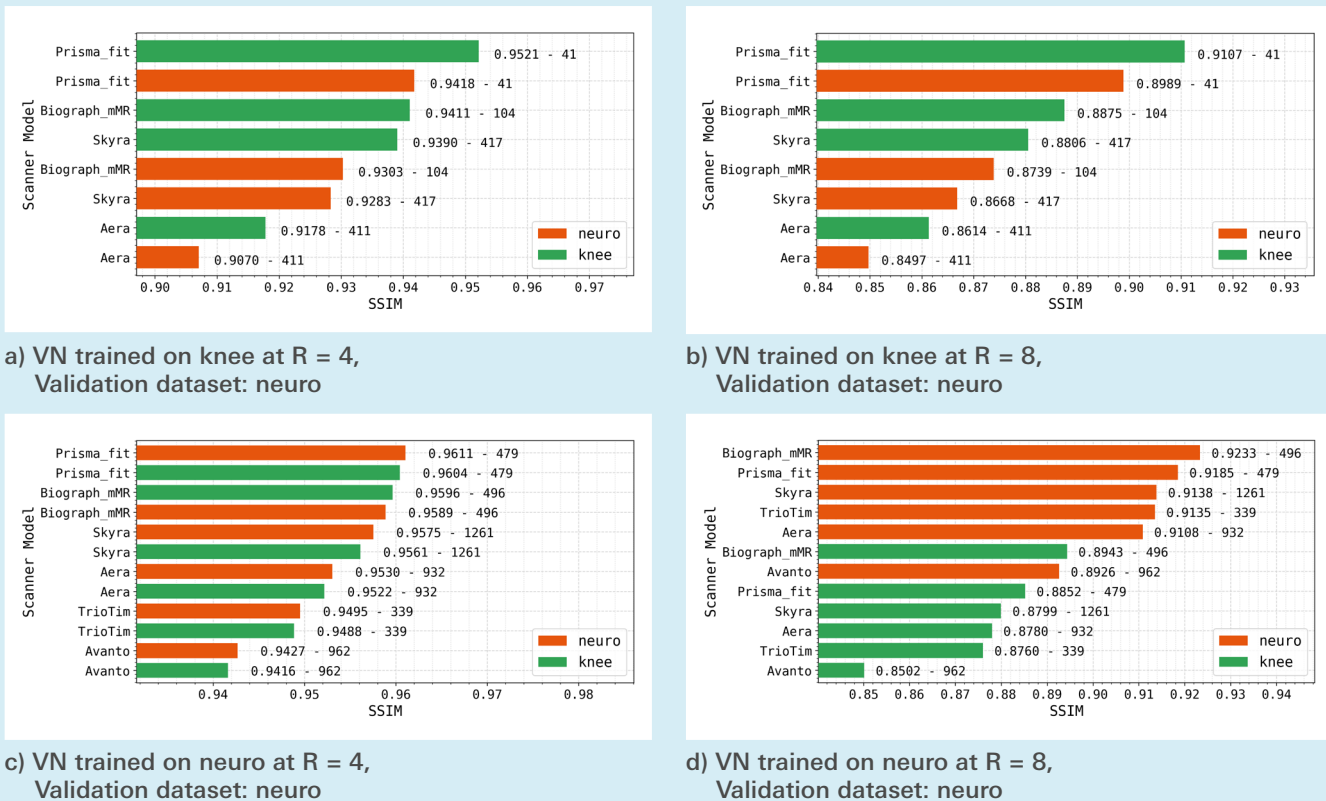 Prisma_fit
0.9521 - 41
Prisma_fit
0.9418 - 41
Biograph_mMR
0.9411 - 104
Skyra
0.9390 - 417
Biograph_mMR
0.9303 - 104
Skyra
0.9283 - 417
Aera
0.9178 - 411
Aera
0.9070 - 411
Scanner Model
neuro
knee
0.90 0.91 0.92 0.93 0.94 0.95 0.96 0.97
SSIM
a) VN trained on knee at R = 4,
Validation dataset: neuro
Prisma_fit
0.9107 - 41
Prisma_fit
0.8989 - 41
Biograph_mMR
0.8875 - 104
Skyra
0.8806 - 417
Biograph_mMR
0.8739 - 104
Skyra
0.8668 - 417
Aera
0.8614 - 411
Aera
0.8497 - 411
Scanner Model
neuro
knee
0.84 0.85 0.86 0.87 0.88 0.89 0.90 0.91 0.92 0.93
SSIM
b) VN trained on knee at R = 8,
Validation dataset: neuro
Prisma_fit
0.9611 - 479
Prisma_fit
0.9604 - 479
Biograph_mMR
0.9596 - 496
Biograph_mMR
0.9589 - 496
Skyra
0.9575 - 1261
Skyra
0.9561 - 1261
Aera
0.9530 - 932
Aera
0.9522 - 932
TrioTim
0.9495 - 339
TrioTim
0.9488 - 339
Avanto
0.9427 - 962
Avanto
0.9416 - 962
Scanner Model
neuro
knee
0.94 0.95 0.96 0.97 0.98
SSIM
c) VN trained on neuro at R = 4,
Validation dataset: neuro
Biograph_mMR
0.9233 - 496
Prisma_fit
0.9185 - 479
Skyra
0.9138 - 1261
TrioTim
0.9135 - 339
Aera
0.9108 - 932
Biograph_mMR
0.8943 - 496
Avanto
0.8926 - 962
Prisma_fit
0.8852 - 479
Skyra
0.8799 - 1261
Aera
0.8780 - 932
TrioTim
0.8760 - 339
Avanto
0.8502 - 962
Scanner Model
neuro
knee
0.85 0.86 0.87 0.88 0.89 0.90 0.91 0.92 0.93 0.94
SSIM
d) VN trained on neuro at R = 8,
Validation dataset: neuro